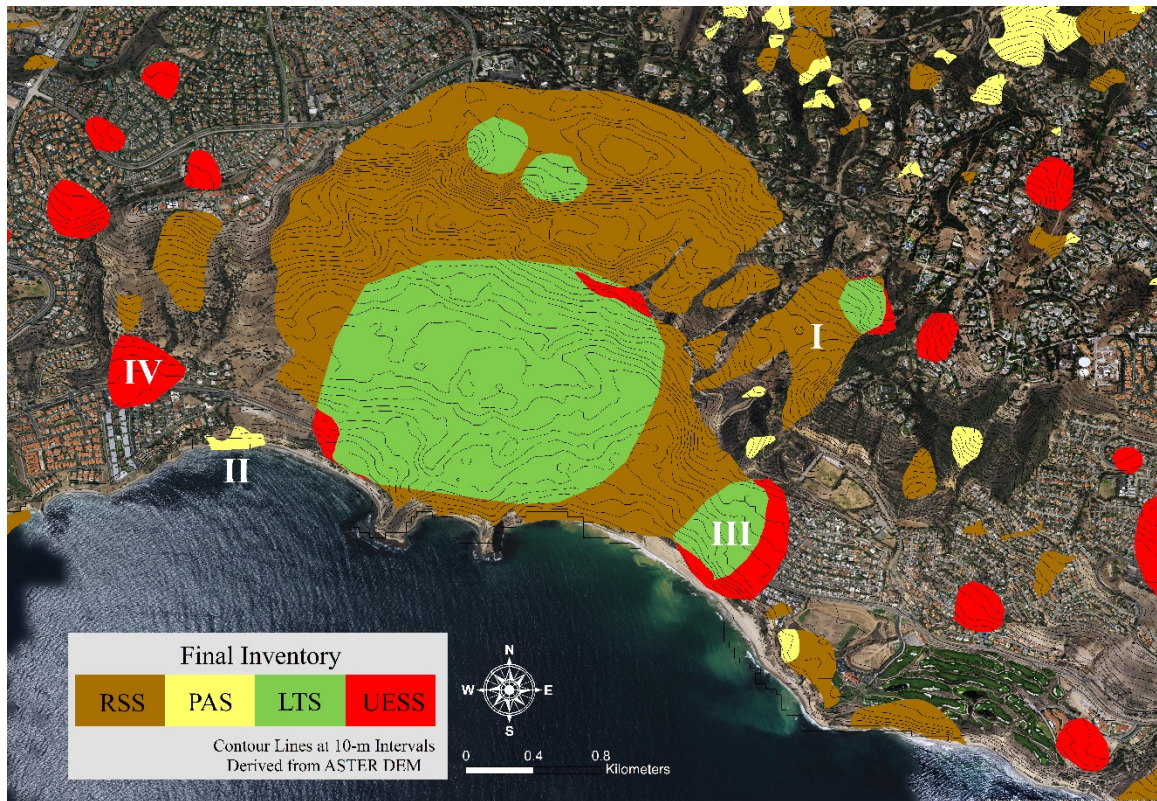 I
IV
II
III
Final Inventory
RSS PAS LTS UESS
Contour Lines at 10-m Intervals
Derived from ASTER DEM
N
W E
S
0 0.4 0.8
Kilometers